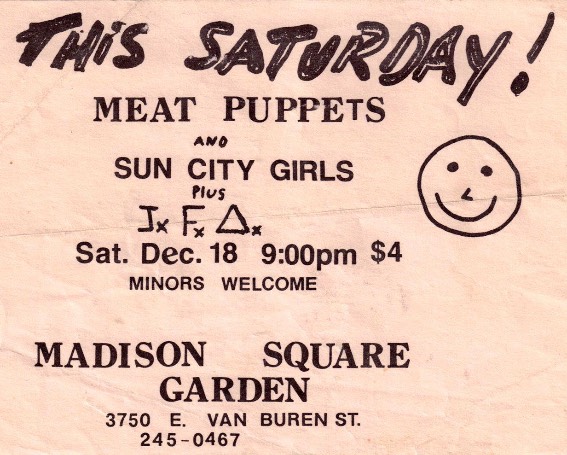 THIS SATURDAY!
MEAT PUPPETS
AND
SUN CITY GIRLS
PLUS
JxFxAx
Sat. Dec. 18 9:00pm $4
MINORS WELCOME
MADISON SQUARE
GARDEN
3750 E. VAN BUREN ST.
245-0467